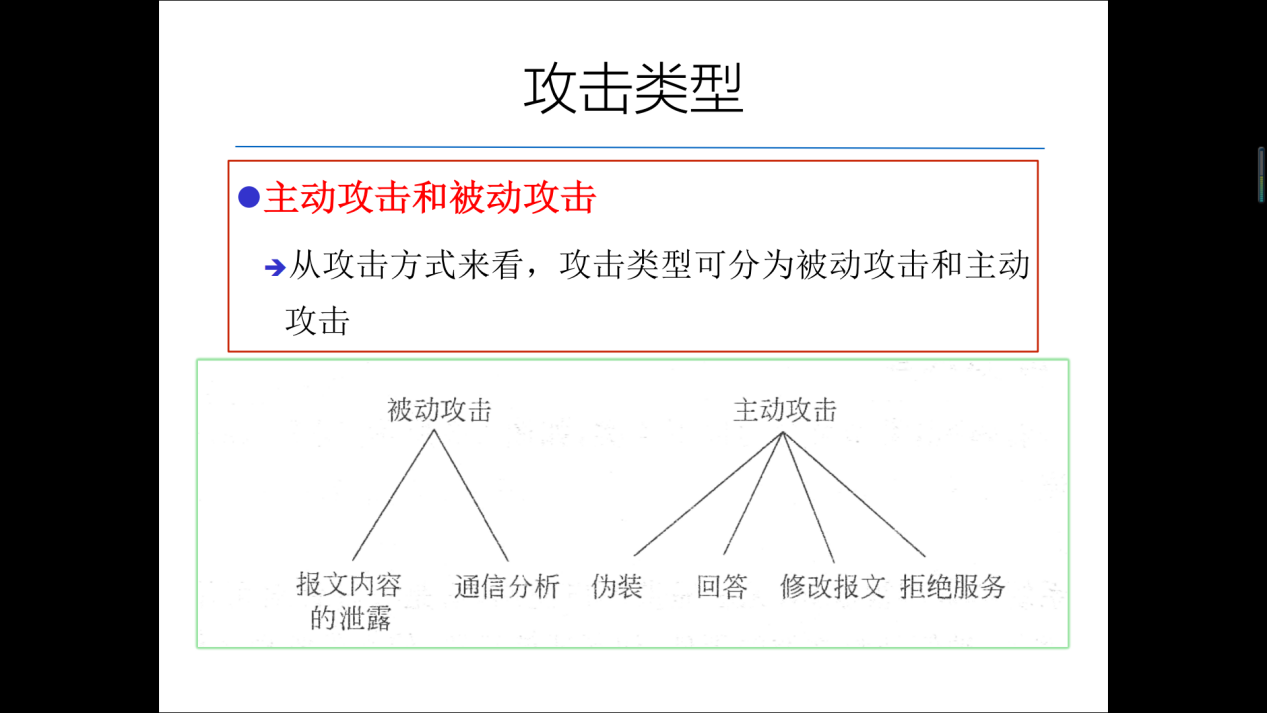 攻击类型
主动攻击和被动攻击
从攻击方式来看，攻击类型可分为被动攻击和主动
攻击
被动攻击 主动攻击
报文内容 通信分析 伪装 回答 修改报文 拒绝服务
的泄露